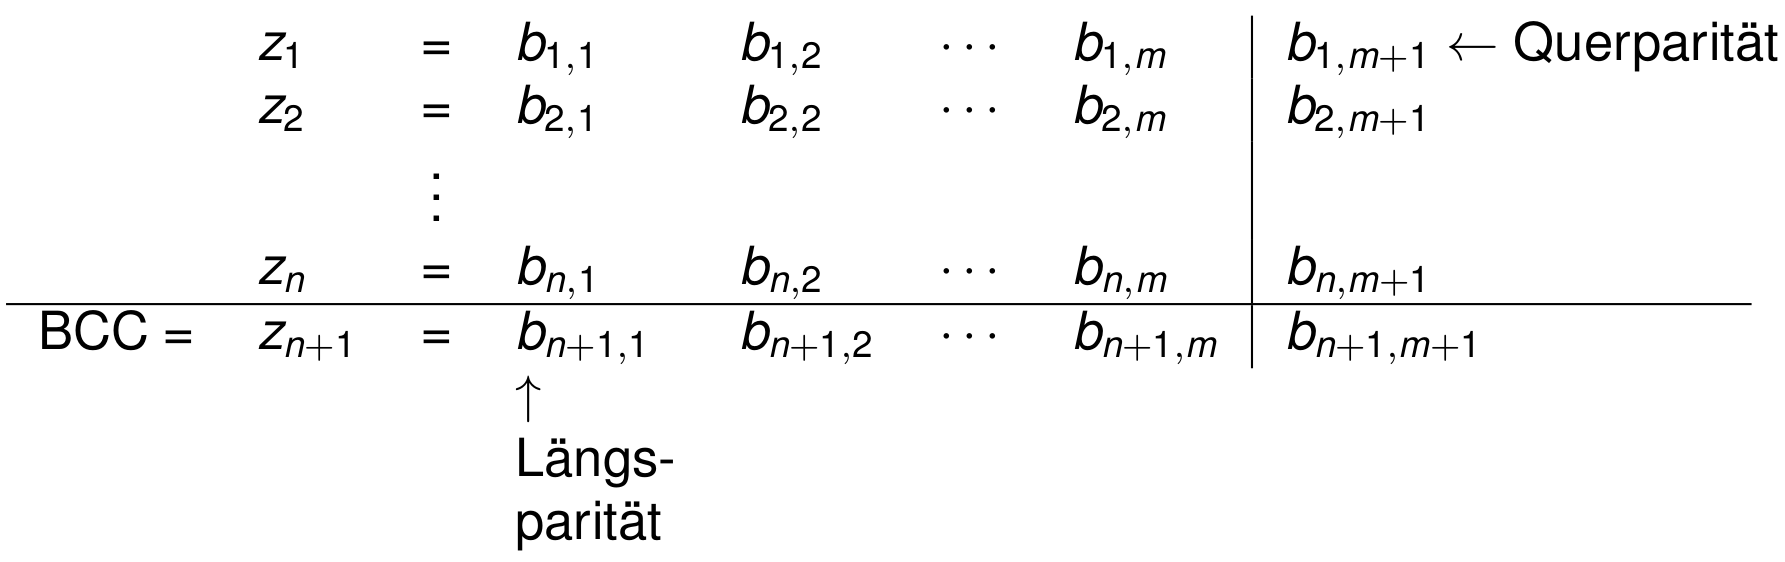 z₁ = b₁,₁ b₁,₂ ⋯ b₁,ₘ b₁,ₘ₊₁ ← Querparität
z₂ = b₂,₁ b₂,₂ ⋯ b₂,ₘ b₂,ₘ₊₁
⋮
zₙ = bₙ,₁ bₙ,₂ ⋯ bₙ,ₘ bₙ,ₘ₊₁
BCC = zₙ₊₁ = bₙ₊₁,₁ bₙ₊₁,₂ ⋯ bₙ₊₁,ₘ bₙ₊₁,ₘ₊₁
↑
Längs-
parität